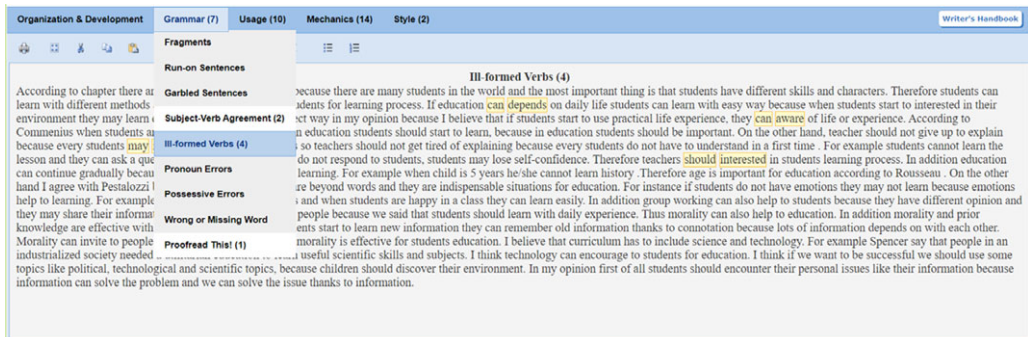 Organization & Development Grammar (7) Usage (10) Mechanics (14) Style (2) Writer's Handbook
Fragments
Run-on Sentences
Garbled Sentences
Subject-Verb Agreement (2)
Ill-formed Verbs (4)
Pronoun Errors
Possessive Errors
Wrong or Missing Word
Proofread This! (1)
Ill-formed Verbs (4)
According to chapter there ar because there are many students in the world and the most important thing is that students have different skills and characters. Therefore students can
learn with different methods udents for learning process. If education can depends on daily life students can learn with easy way because when students start to interested in their
environment they may learn ect way in my opinion because I believe that if students start to use practical life experience, they can aware of life or experience. According to
Commenius when students ar n education students should start to learn, because in education students should be important. On the other hand, teacher should not give up to explain
because every students may so teachers should not get tired of explaining because every students do not have to understand in a first time . For example students cannot learn the
lesson and they can ask a que do not respond to students, students may lose self-confidence. Therefore teachers should interested in students learning process. In addition education
can continue gradually becau learning. For example when child is 5 years he/she cannot learn history .Therefore age is important for education according to Rousseau . On the other
hand I agree with Pestalozzi re beyond words and they are indispensable situations for education. For instance if students do not have emotions they may not learn because emotions
help to learning. For example s and when students are happy in a class they can learn easily. In addition group working can also help to students because they have different opinion and
they may share their informat people because we said that students should learn with daily experience. Thus morality can also help to education. In addition morality and prior
knowledge are effective with ents start to learn new information they can remember old information thanks to connotation because lots of information depends on with each other.
Morality can invite to people morality is effective for students education. I believe that curriculum has to include science and technology. For example Spencer say that people in an
industrialized society needed useful scientific skills and subjects. I think technology can encourage to students for education. I think if we want to be successful we should use some
topics like political, technological and scientific topics, because children should discover their environment. In my opinion first of all students should encounter their personal issues like their information because
information can solve the problem and we can solve the issue thanks to information.